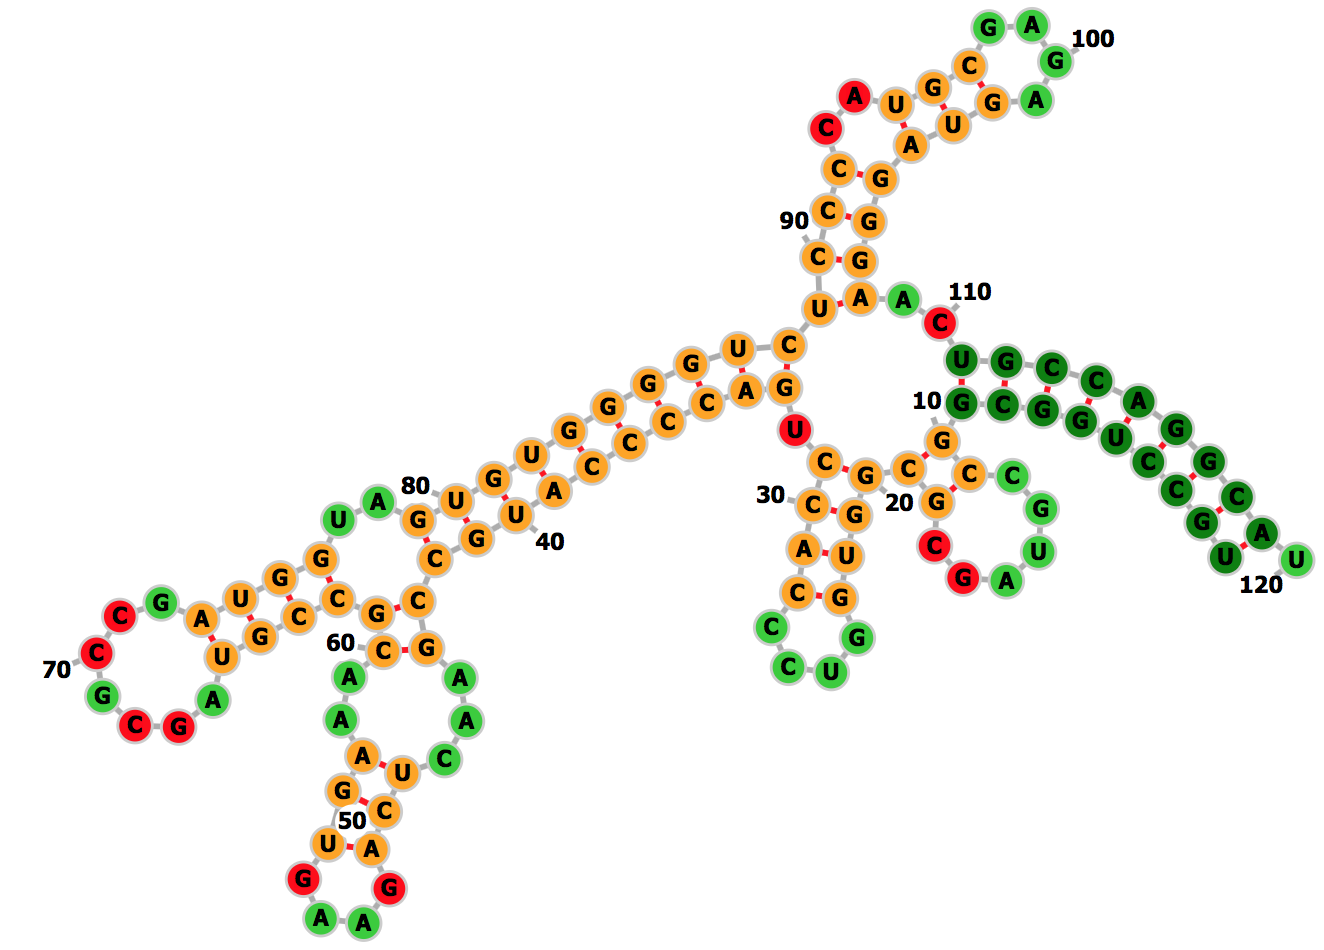 G A
100
C G
A U G G A
C A U
C G
90 C G
C G
U A A 110
C
U C U G C
G G A G C
G C 10 G C G A
G C C U G G U G
U C C G C C C C G
80 G A 30 20 C C
U A G U U C G G G G
G 40 A U C U A U U
G G C G A 120
G U C C C G
C A C G
G 60 C G
C U C G
70 A A C U
G A
C G A A
A C
U
G
50 C
U A
G G
A A